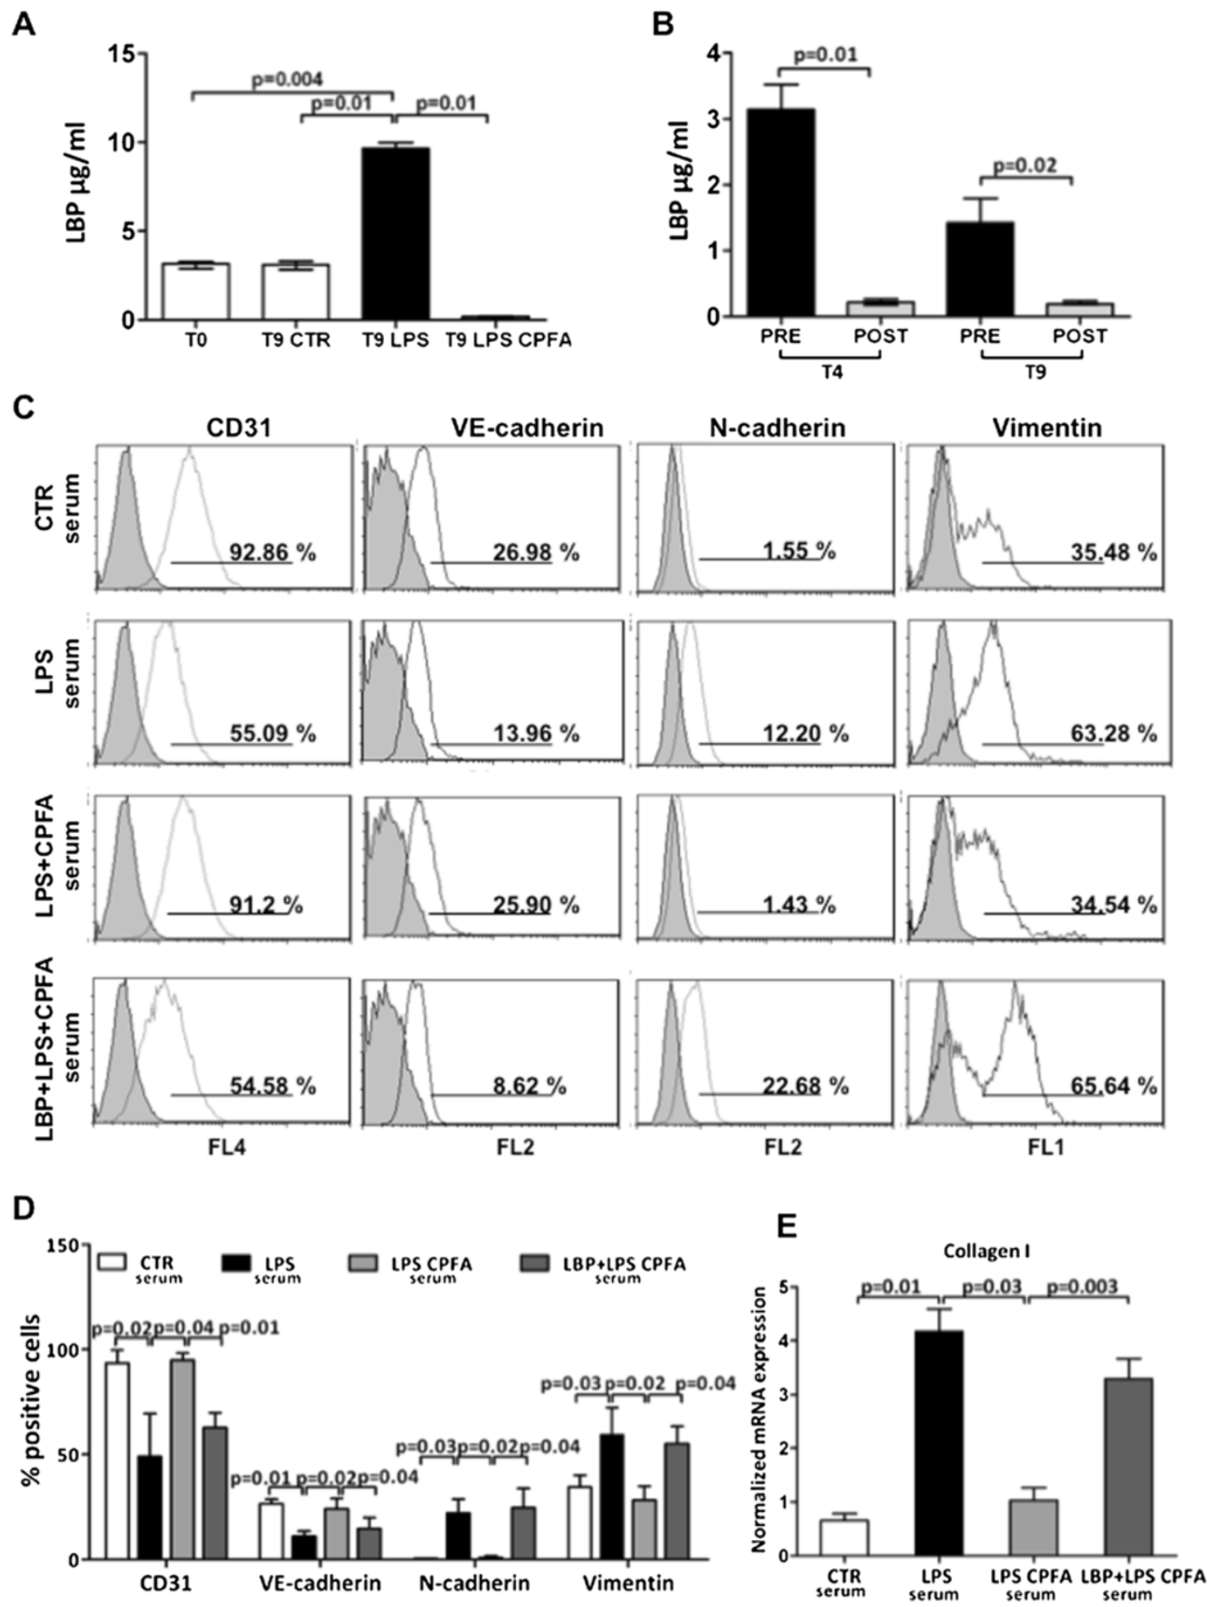 A
15
10
5
0
LBP µg/ml
p=0.004
p=0.01
p=0.01
T0
T9 CTR
T9 LPS
T9 LPS CPFA
B
4
3
2
1
0
LBP µg/ml
p=0.01
p=0.02
PRE
POST
PRE
POST
T4
T9
C
CD31
VE-cadherin
N-cadherin
Vimentin
CTR
serum
92.86 %
26.98 %
1.55 %
35.48 %
LPS
serum
55.09 %
13.96 %
12.20 %
63.28 %
LPS+CPFA
serum
91.2 %
25.90 %
1.43 %
34.54 %
LBP+LPS+CPFA
serum
54.58 %
8.62 %
22.68 %
65.64 %
FL4
FL2
FL2
FL1
D
150
100
50
0
% positive cells
CTR
serum
LPS
serum
LPS CPFA
serum
LBP+LPS CPFA
serum
p=0.02
p=0.04
p=0.01
p=0.01
p=0.02
p=0.04
p=0.03
p=0.02
p=0.04
p=0.03
p=0.02
p=0.04
CD31
VE-cadherin
N-cadherin
Vimentin
E
Collagen I
5
4
3
2
1
0
Normalized mRNA expression
p=0.01
p=0.03
p=0.003
CTR
serum
LPS
serum
LPS CPFA
serum
LBP+LPS CPFA
serum